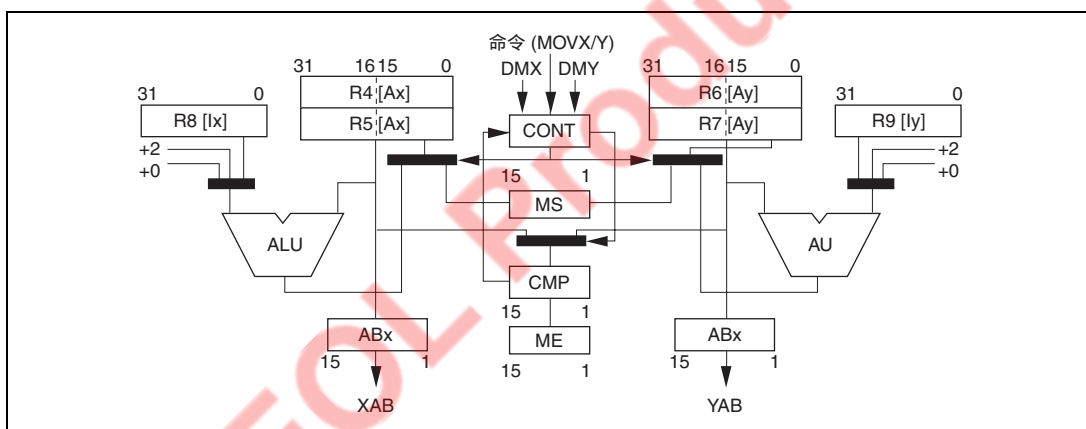 命令 (MOVX/Y)
DMX DMY
31 16 15 0
R4 [Ax]
R5 [Ax]
31 16 15 0
R6 [Ay]
R7 [Ay]
31 0
R8 [Ix]
+2
+0
31 0
R9 [Iy]
+2
+0
CONT
15 1
MS
ALU
AU
CMP
15 1
ME
15 1
ABx
15 1
XAB
ABx
15 1
YAB
EOL Produ